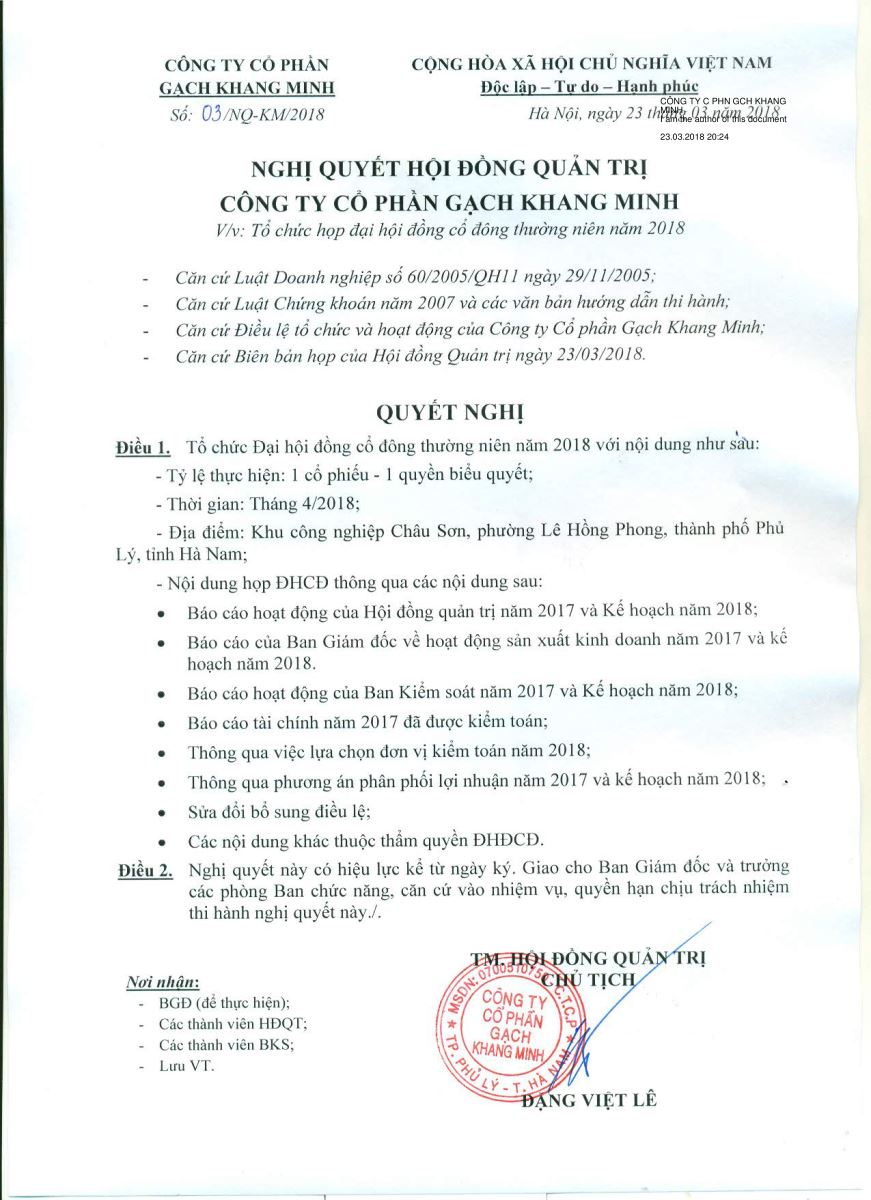 CÔNG TY CỔ PHẦN
GẠCH KHANG MINH
Số: 03/NQ-KM/2018
CỘNG HÒA XÃ HỘI CHỦ NGHĨA VIỆT NAM
Độc lập – Tự do – Hạnh phúc
Hà Nội, ngày 23 tháng 03 năm 2018
CÔNG TY C PHN GCH KHANG
MINH
I am the author of this document
23.03.2018 20:24
NGHỊ QUYẾT HỘI ĐỒNG QUẢN TRỊ
CÔNG TY CỔ PHẦN GẠCH KHANG MINH
V/v: Tổ chức họp đại hội đồng cổ đông thường niên năm 2018
- Căn cứ Luật Doanh nghiệp số 60/2005/QH11 ngày 29/11/2005;
- Căn cứ Luật Chứng khoán năm 2007 và các văn bản hướng dẫn thi hành;
- Căn cứ Điều lệ tổ chức và hoạt động của Công ty Cổ phần Gạch Khang Minh;
- Căn cứ Biên bản họp của Hội đồng Quản trị ngày 23/03/2018.
QUYẾT NGHỊ
Điều 1. Tổ chức Đại hội đồng cổ đông thường niên năm 2018 với nội dung như sau:
- Tỷ lệ thực hiện: 1 cổ phiếu - 1 quyền biểu quyết;
- Thời gian: Tháng 4/2018;
- Địa điểm: Khu công nghiệp Châu Sơn, phường Lê Hồng Phong, thành phố Phủ
Lý, tỉnh Hà Nam;
- Nội dung họp ĐHCĐ thông qua các nội dung sau:
• Báo cáo hoạt động của Hội đồng quản trị năm 2017 và Kế hoạch năm 2018;
• Báo cáo của Ban Giám đốc về hoạt động sản xuất kinh doanh năm 2017 và kế
hoạch năm 2018.
• Báo cáo hoạt động của Ban Kiểm soát năm 2017 và Kế hoạch năm 2018;
• Báo cáo tài chính năm 2017 đã được kiểm toán;
• Thông qua việc lựa chọn đơn vị kiểm toán năm 2018;
• Thông qua phương án phân phối lợi nhuận năm 2017 và kế hoạch năm 2018;
• Sửa đổi bổ sung điều lệ;
• Các nội dung khác thuộc thẩm quyền ĐHĐCĐ.
Điều 2. Nghị quyết này có hiệu lực kể từ ngày ký. Giao cho Ban Giám đốc và trưởng
các phòng Ban chức năng, căn cứ vào nhiệm vụ, quyền hạn chịu trách nhiệm
thi hành nghị quyết này./.
TM. HỘI ĐỒNG QUẢN TRỊ
CHỦ TỊCH
Nơi nhận:
- BGĐ (để thực hiện);
- Các thành viên HĐQT;
- Các thành viên BKS;
- Lưu VT.
MSDN: 0700510750 C.T.C.P
CÔNG TY
CỔ PHẦN
GẠCH
KHANG MINH
TP. PHỦ LÝ - T. HÀ NAM
ĐẶNG VIỆT LÊ